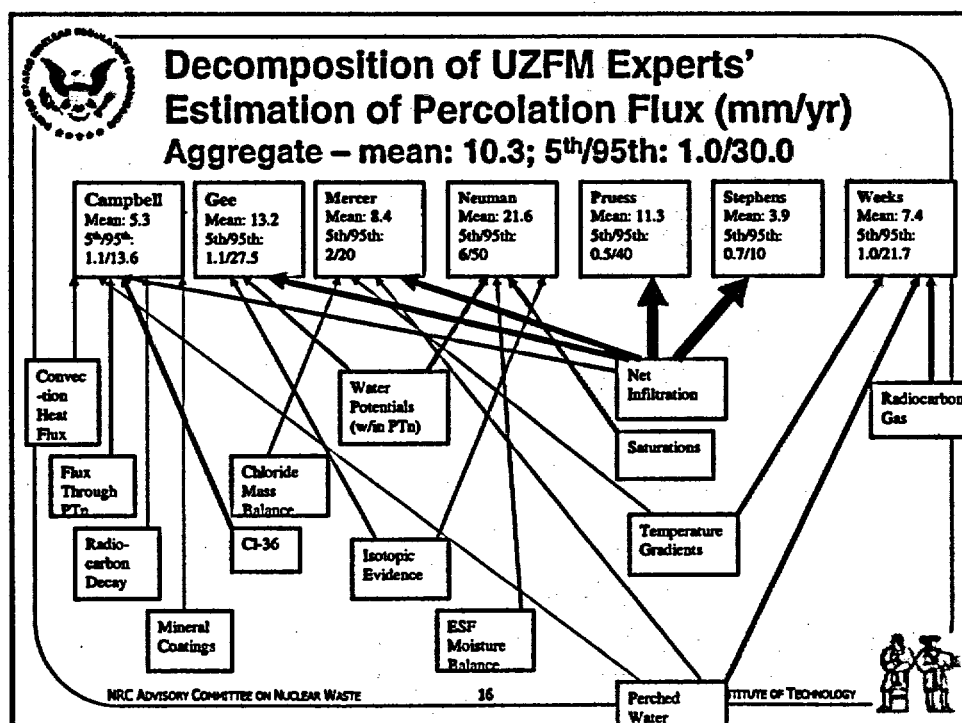 Decomposition of UZFM Experts'
Estimation of Percolation Flux (mm/yr)
Aggregate – mean: 10.3; 5th/95th: 1.0/30.0
Campbell
Mean: 5.3
5th/95th:
1.1/13.6
Gee
Mean: 13.2
5th/95th:
1.1/27.5
Mercer
Mean: 8.4
5th/95th:
2/20
Neuman
Mean: 21.6
5th/95th:
6/50
Pruess
Mean: 11.3
5th/95th:
0.5/40
Stephens
Mean: 3.9
5th/95th:
0.7/10
Weeks
Mean: 7.4
5th/95th:
1.0/21.7
Convec
-tion
Heat
Flux
Water
Potentials
(w/in PTn)
Net
Infiltration
Radiocarbon
Gas
Flux
Through
PTn
Chloride
Mass
Balance
Saturations
Radio-
carbon
Decay
Cl-36
Isotopic
Evidence
Temperature
Gradients
Mineral
Coatings
ESF
Moisture
Balance
Perched
Water
NRC ADVISORY COMMITTEE ON NUCLEAR WASTE
16
STITUTE OF TECHNOLOGY